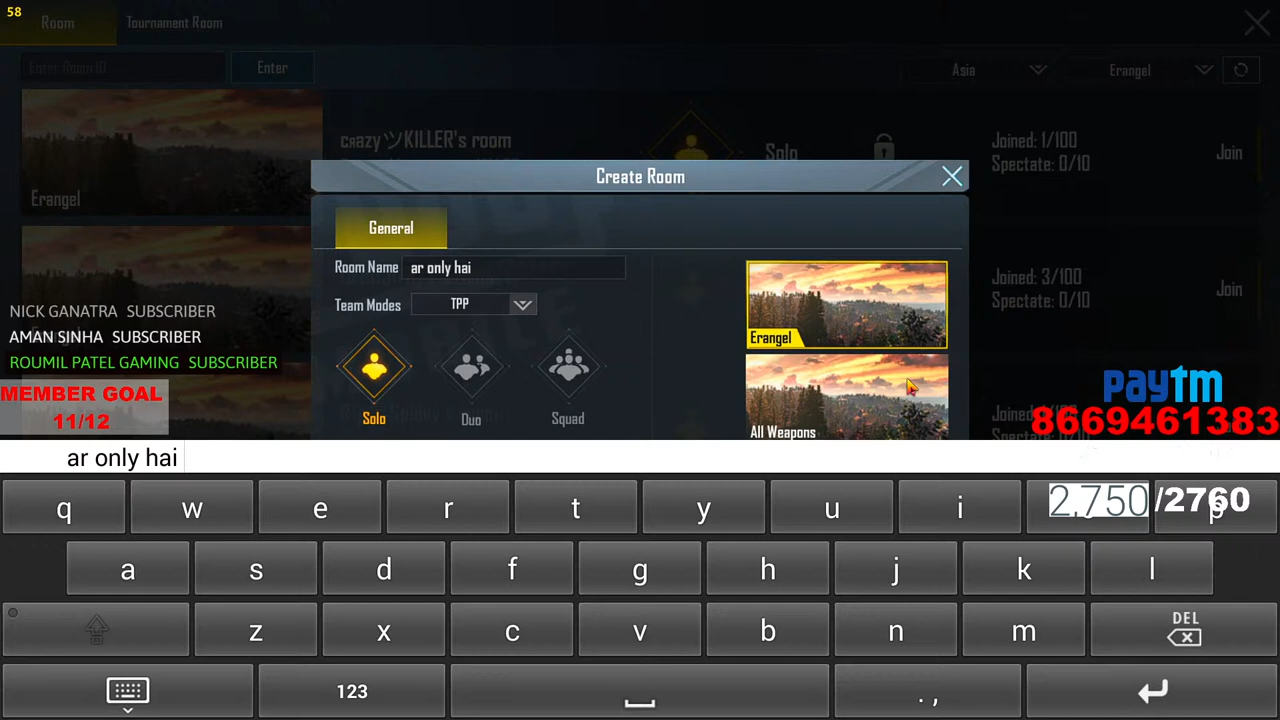 58
Room
Tournament Room
Enter Room ID
Enter
Asia
Erangel
cяazyツKILLER's room
Solo
Joined: 1/100
Spectate: 0/10
Join
Erangel
Create Room
General
Room Name
ar only hai
Team Modes
TPP
Solo
Duo
Squad
Erangel
All Weapons
Joined: 3/100
Spectate: 0/10
Join
NICK GANATRA SUBSCRIBER
AMAN SINHA SUBSCRIBER
ROUMIL PATEL GAMING SUBSCRIBER
MEMBER GOAL
11/12
paytm
8669461383
Join
ar only hai
2,750 /2760
q w e r t y u i p
a s d f g h j k l
z x c v b n m DEL
123 . ,